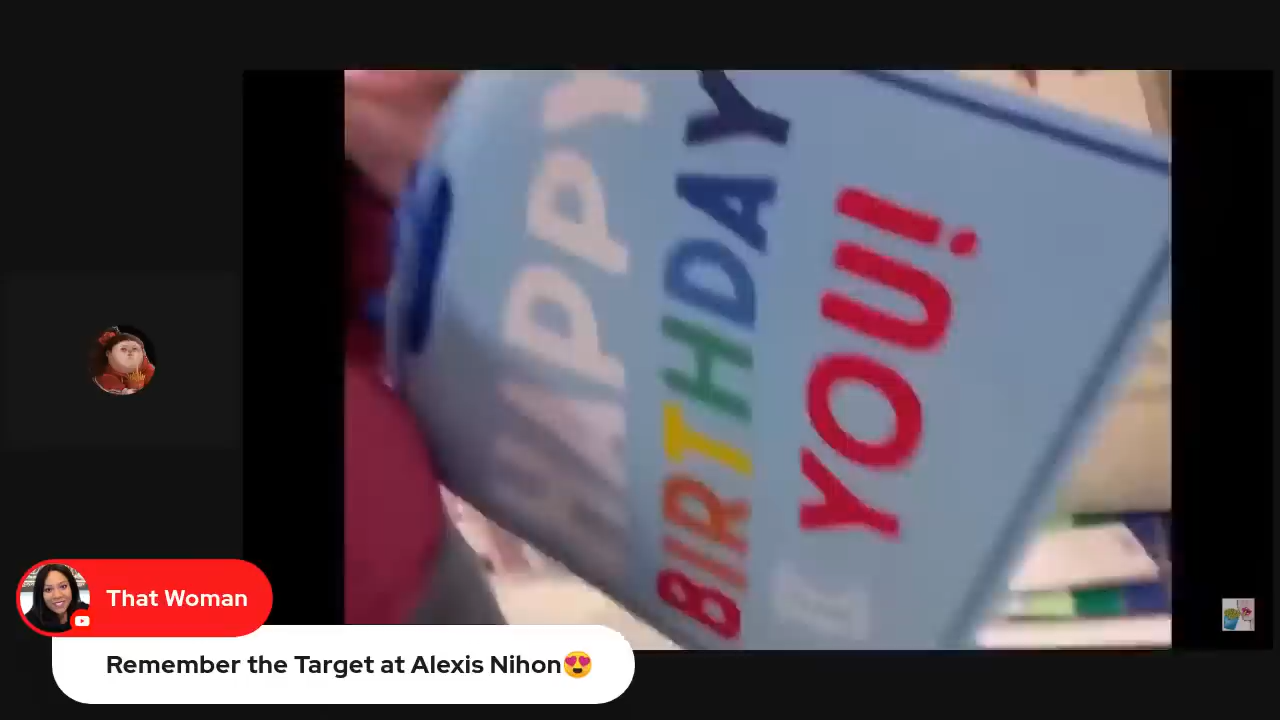 HAPPY
BIRTHDAY
YOU!
That Woman
Remember the Target at Alexis Nihon😍